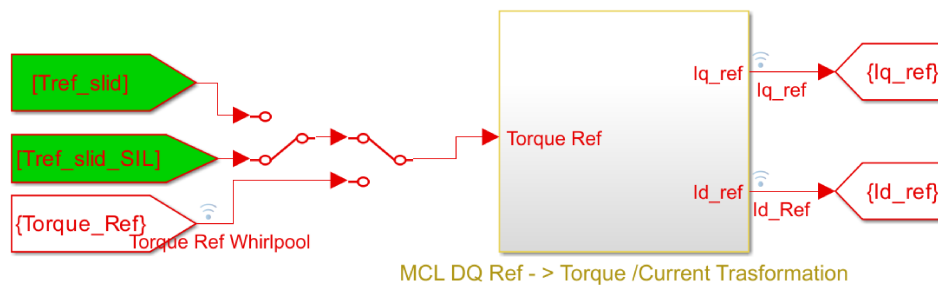 [Tref_slid]
[Tref_slid_SIL]
{Torque_Ref}
Torque Ref Whirlpool
Torque Ref
Iq_ref
Id_ref
Iq_ref
Id_Ref
{Iq_ref}
{Id_ref}
MCL DQ Ref - > Torque /Current Trasformation